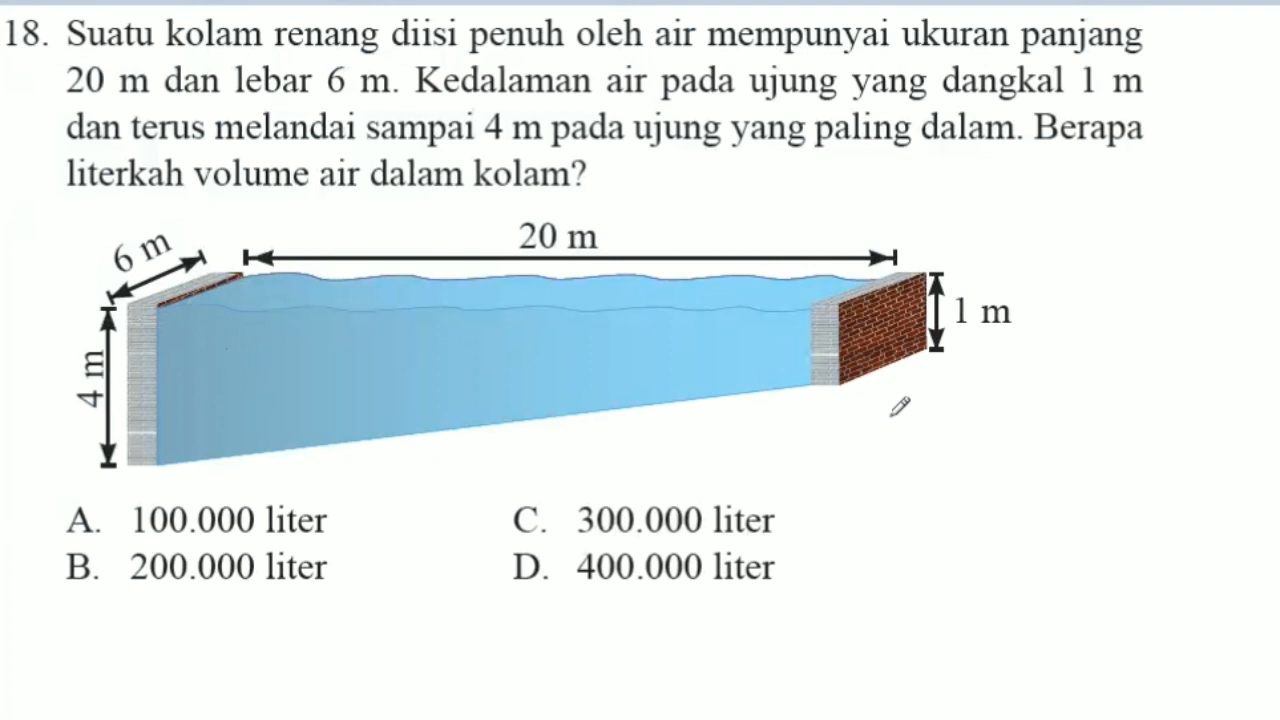 18. Suatu kolam renang diisi penuh oleh air mempunyai ukuran panjang
20 m dan lebar 6 m. Kedalaman air pada ujung yang dangkal 1 m
dan terus melandai sampai 4 m pada ujung yang paling dalam. Berapa
literkah volume air dalam kolam?
6 m
20 m
4 m
1 m
A. 100.000 liter
B. 200.000 liter
C. 300.000 liter
D. 400.000 liter